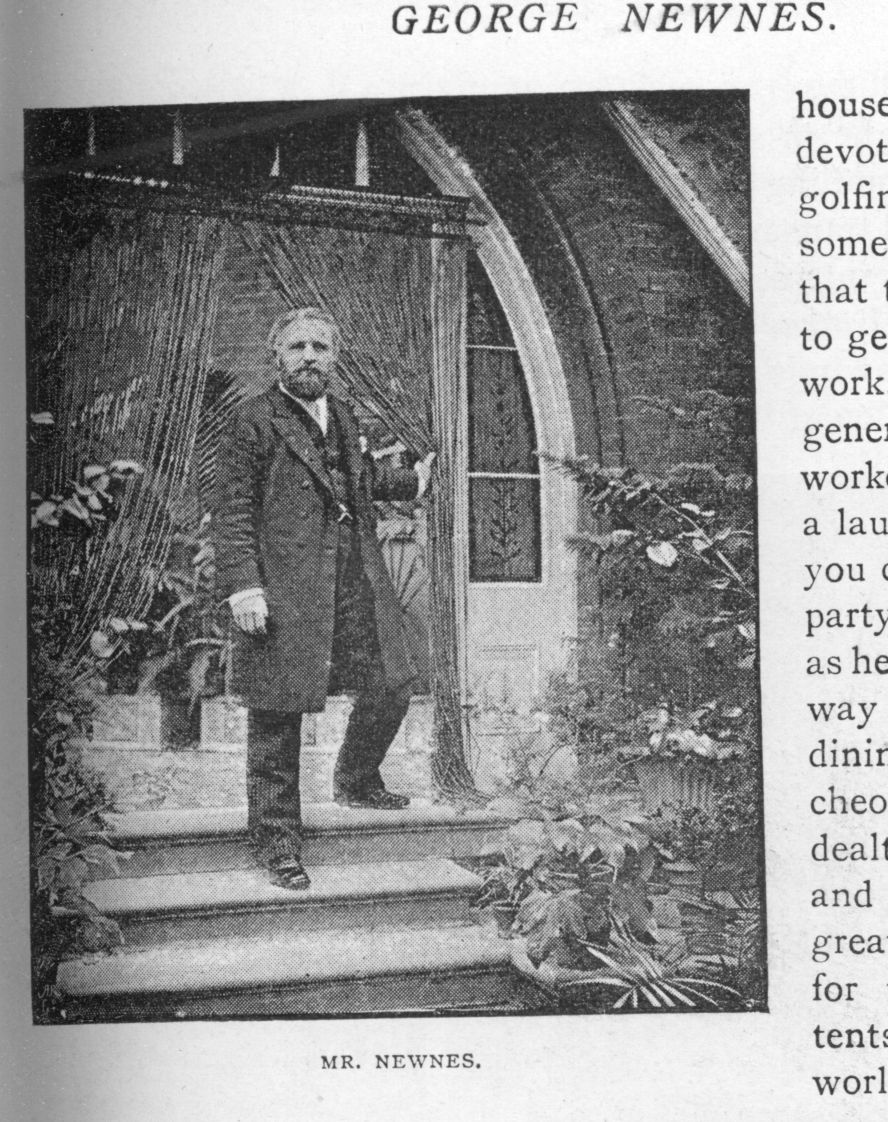 GEORGE NEWNES.
MR. NEWNES.
house
devot
golfin
some
that t
to ge
work
gener
worke
a lau
you c
party
as he
way
dinin
cheo
dealt
and
great
for
tents
worl